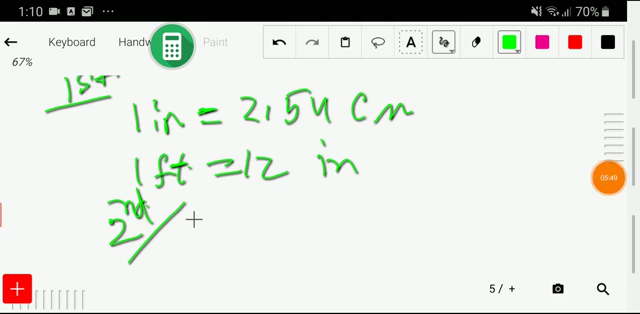 1:10
70%
Keyboard Handw Paint
A
67%
1st.
1 in = 2.54 cm
1 ft = 12 in
05:49
2nd
5 / +